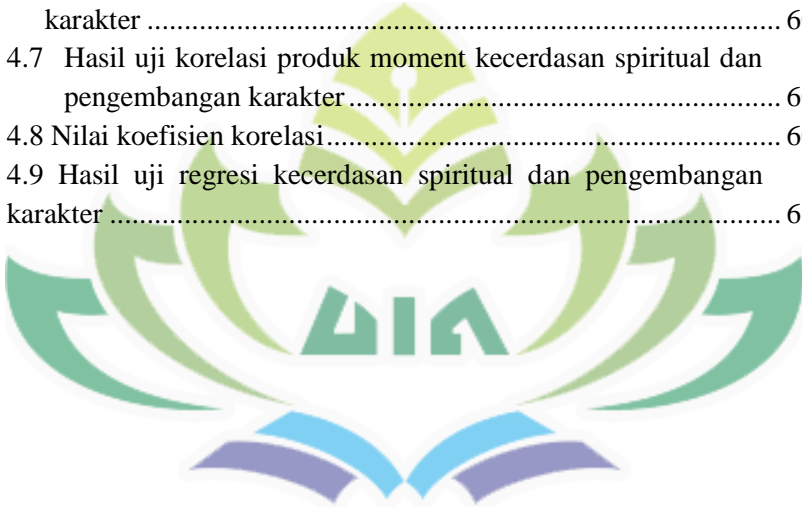 karakter ........................................................................................ 6
4.7 Hasil uji korelasi produk moment kecerdasan spiritual dan
pengembangan karakter ............................................................. 6
4.8 Nilai koefisien korelasi ........................................................... 6
4.9 Hasil uji regresi kecerdasan spiritual dan pengembangan
karakter ........................................................................................ 6
UIN